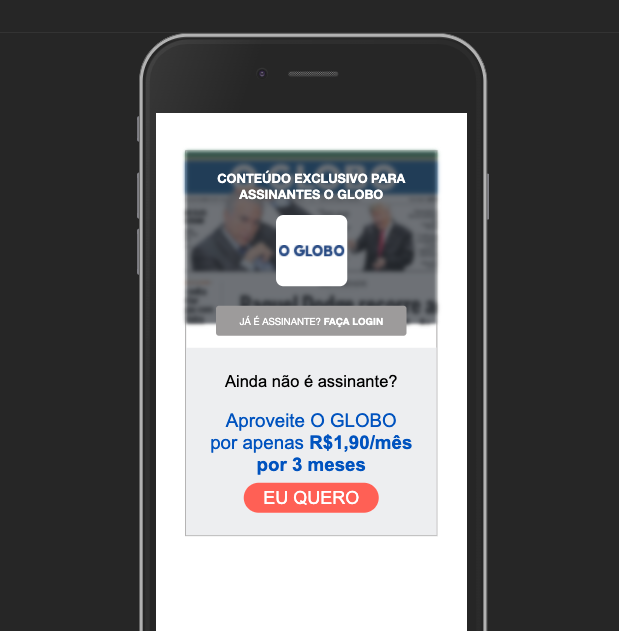 O GLOBO
CONTEÚDO EXCLUSIVO PARA
ASSINANTES O GLOBO
O GLOBO
JÁ É ASSINANTE? FAÇA LOGIN
Ainda não é assinante?
Aproveite O GLOBO
por apenas R$1,90/mês
por 3 meses
EU QUERO